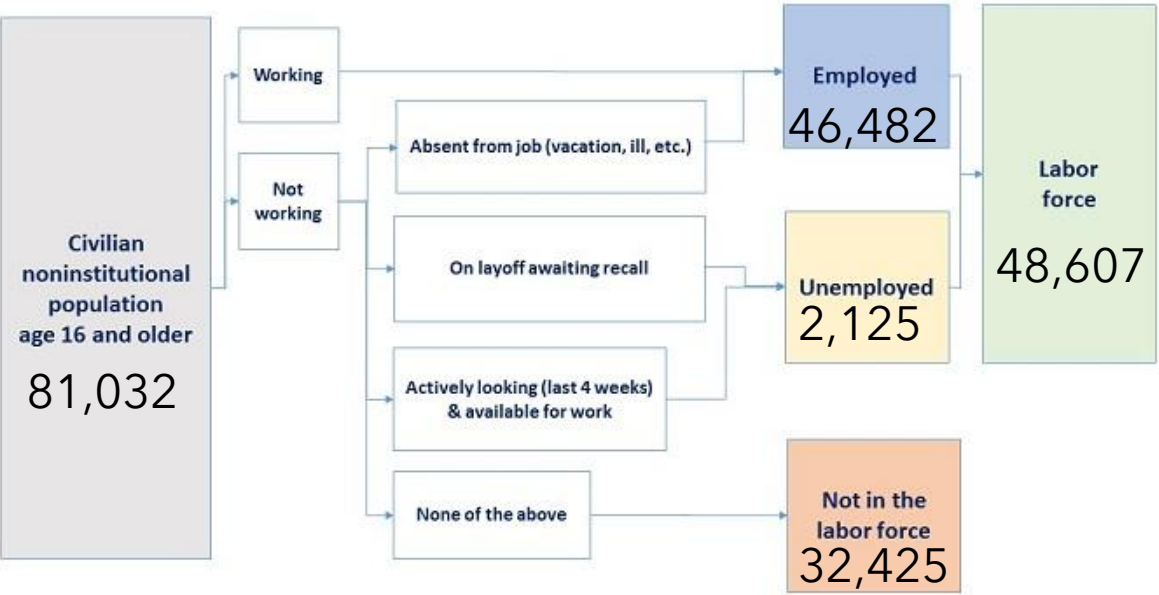 Civilian
noninstitutional
population
age 16 and older
81,032
Working
Not
working
Absent from job (vacation, ill, etc.)
On layoff awaiting recall
Actively looking (last 4 weeks)
& available for work
None of the above
Employed
46,482
Unemployed
2,125
Not in the
labor force
32,425
Labor
force
48,607